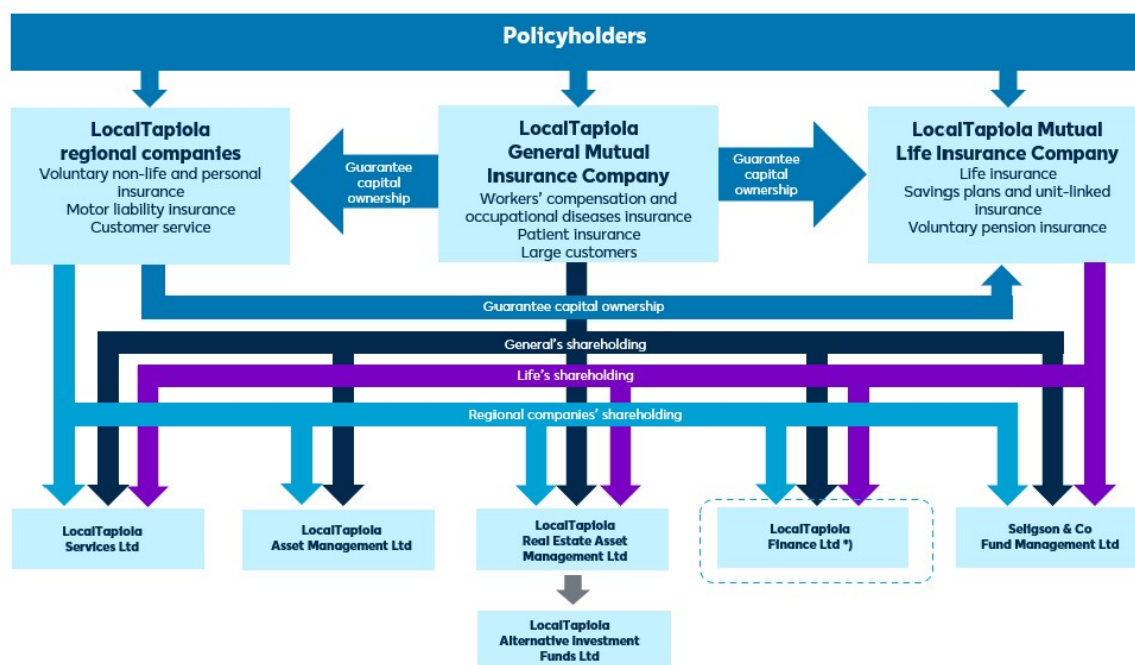 Policyholders
LocalTapiola
regional companies
Voluntary non-life and personal
insurance
Motor liability insurance
Customer service
Guarantee
capital
ownership
LocalTapiola
General Mutual
Insurance Company
Workers' compensation and
occupational diseases insurance
Patient insurance
Large customers
Guarantee
capital
ownership
LocalTapiola Mutual
Life Insurance Company
Life insurance
Savings plans and unit-linked
insurance
Voluntary pension insurance
Guarantee capital ownership
General's shareholding
Life's shareholding
Regional companies' shareholding
LocalTapiola
Services Ltd
LocalTapiola
Asset Management Ltd
LocalTapiola
Real Estate Asset
Management Ltd
LocalTapiola
Finance Ltd *)
Seligson & Co
Fund Management Ltd
LocalTapiola
Alternative Investment
Funds Ltd